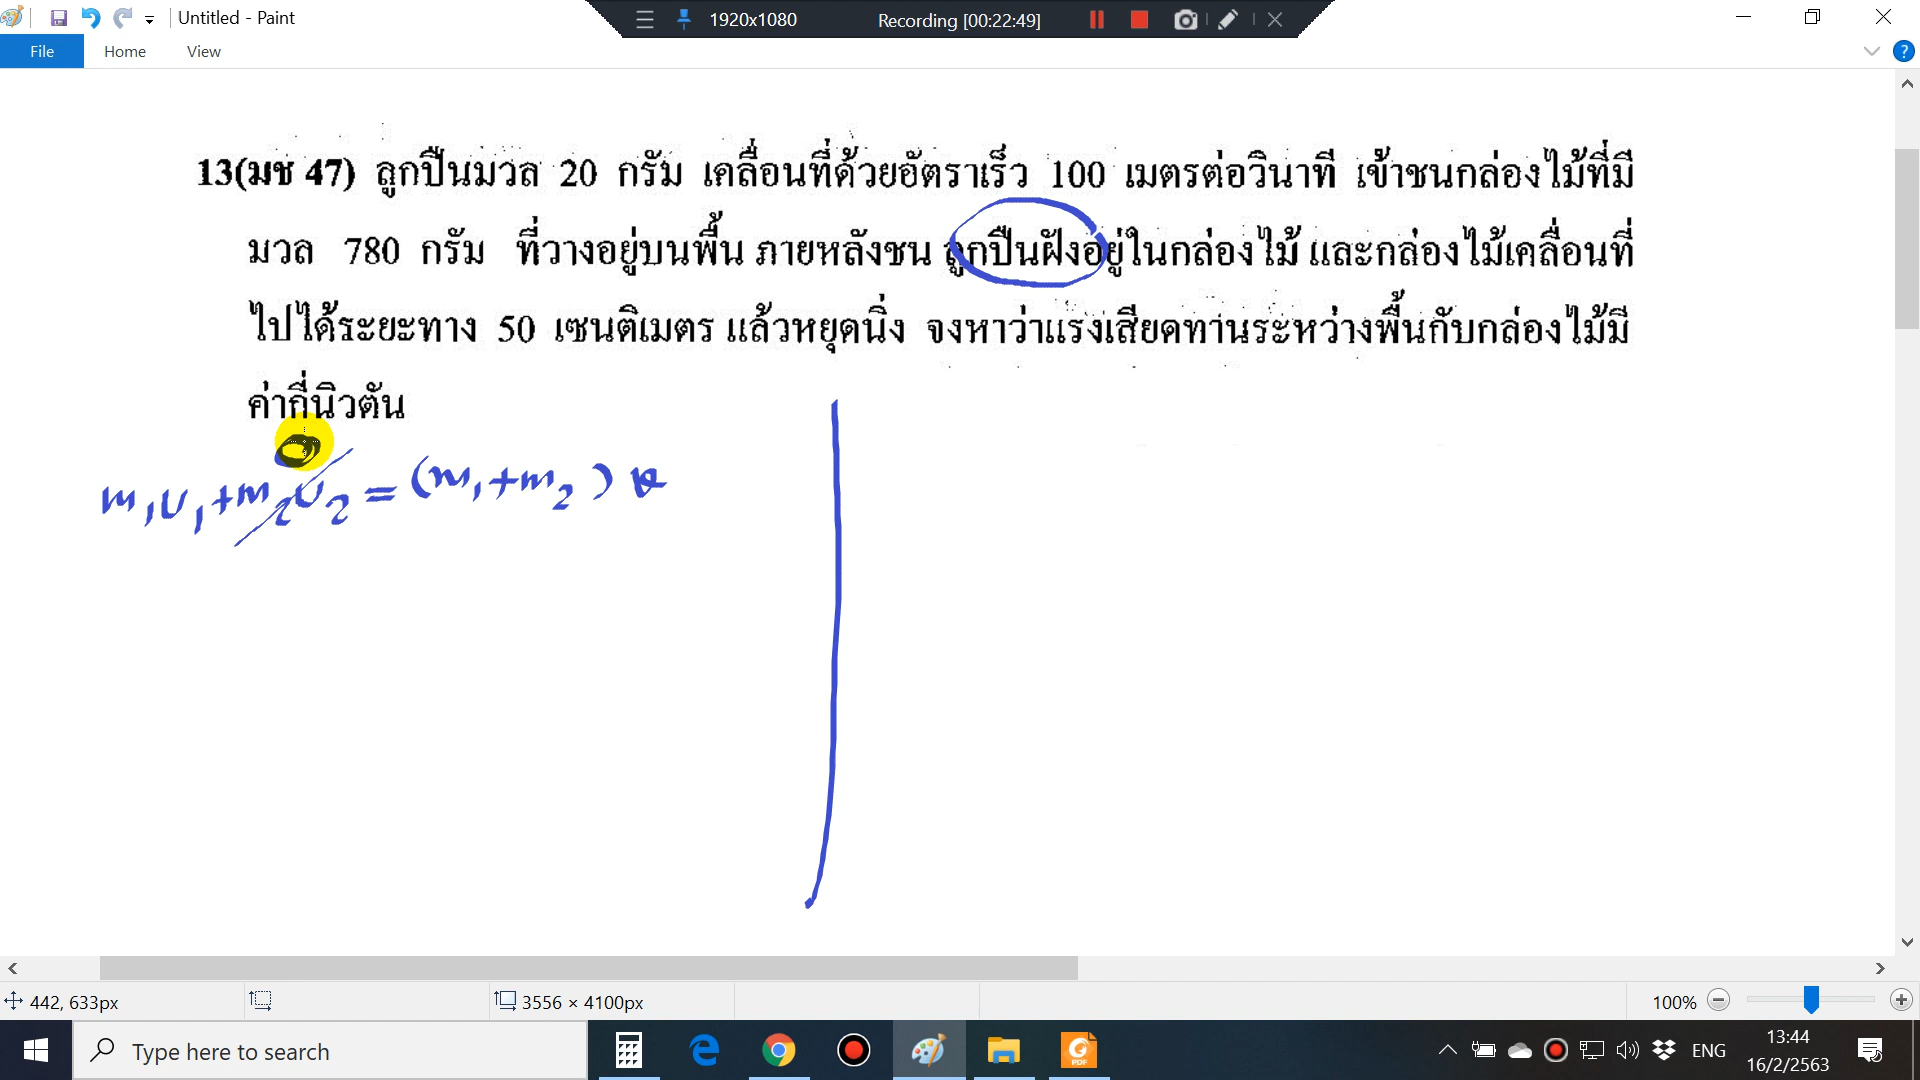 Untitled - Paint
1920x1080
Recording [00:22:49]
File
Home
View
13(มช 47) ลูกปืนมวล 20 กรัม เคลื่อนที่ด้วยอัตราเร็ว 100 เมตรต่อวินาที เข้าชนกล่องไม้ที่มี
มวล 780 กรัม ที่วางอยู่บนพื้น ภายหลังชน ลูกปืนฝังอยู่ในกล่องไม้ และกล่องไม้เคลื่อนที่
ไปได้ระยะทาง 50 เซนติเมตร แล้วหยุดนิ่ง จงหาว่าแรงเสียดทานระหว่างพื้นกับกล่องไม้มี
ค่ากี่นิวตัน
m₁u₁+m₂u₂=(m₁+m₂)
442, 633px
3556 × 4100px
100%
Type here to search
ENG
13:44
16/2/2563